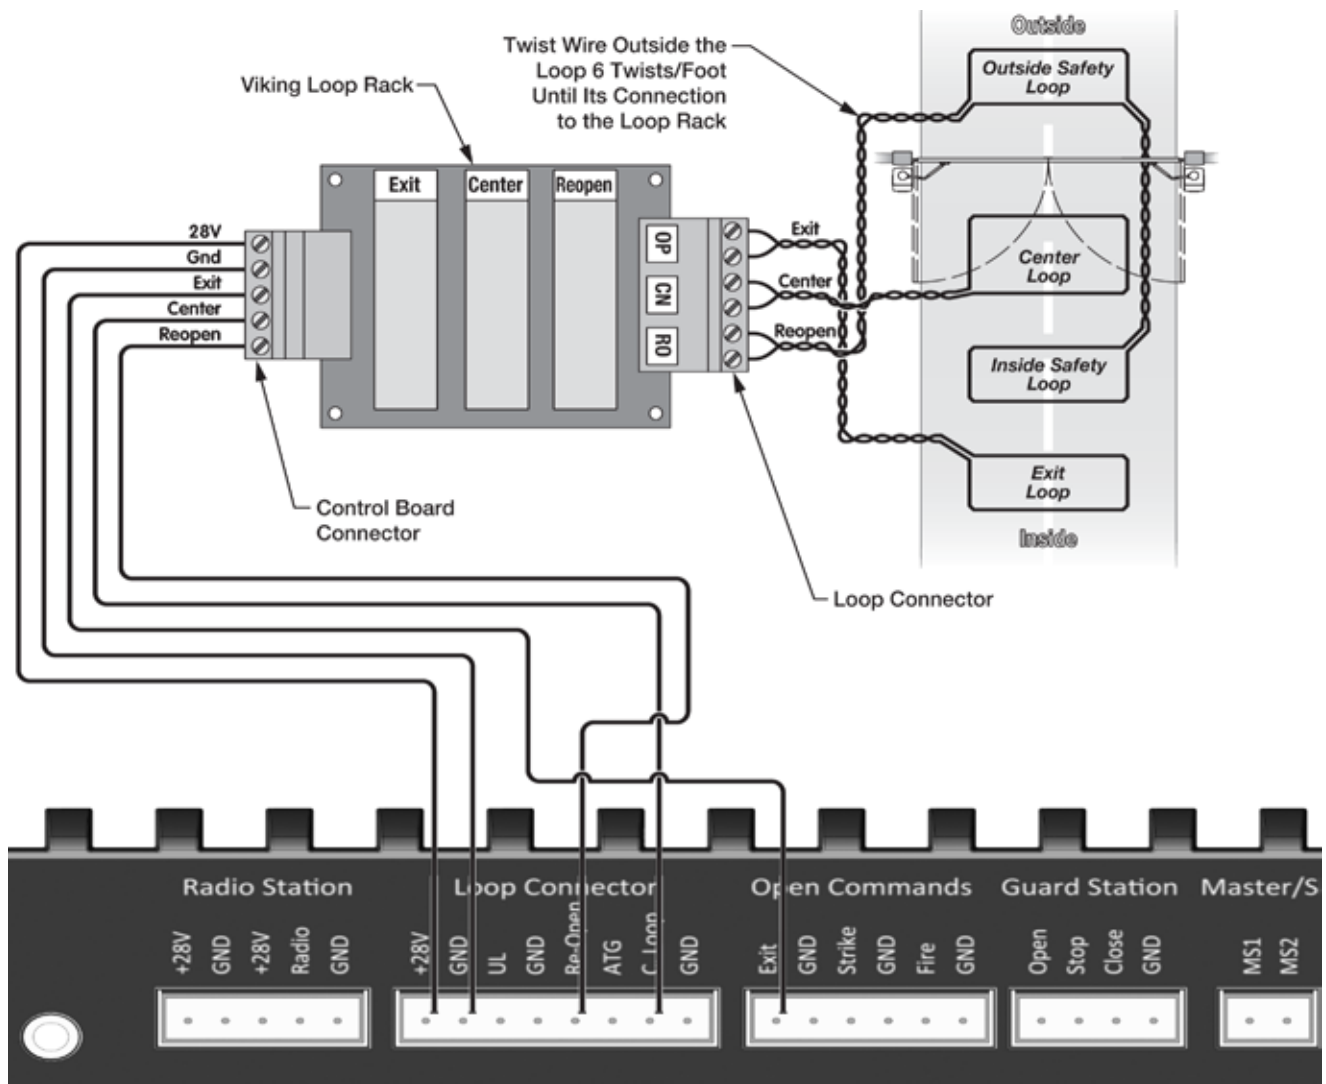 Outside
Twist Wire Outside the
Loop 6 Twists/Foot
Until Its Connection
to the Loop Rack
Outside Safety
Loop
Viking Loop Rack
Exit
Center
Reopen
28V
Gnd
Exit
Center
Reopen
OP
CN
RO
Exit
Center
Reopen
Center
Loop
Inside Safety
Loop
Exit
Loop
Inside
Control Board
Connector
Loop Connector
Radio Station
Loop Connector
Open Commands
Guard Station
Master/S
+28V
GND
+28V
Radio
GND
+28V
GND
UL
GND
Re-Open
ATG
C. Loop
GND
Exit
GND
Strike
GND
Fire
GND
Open
Stop
Close
GND
MS1
MS2